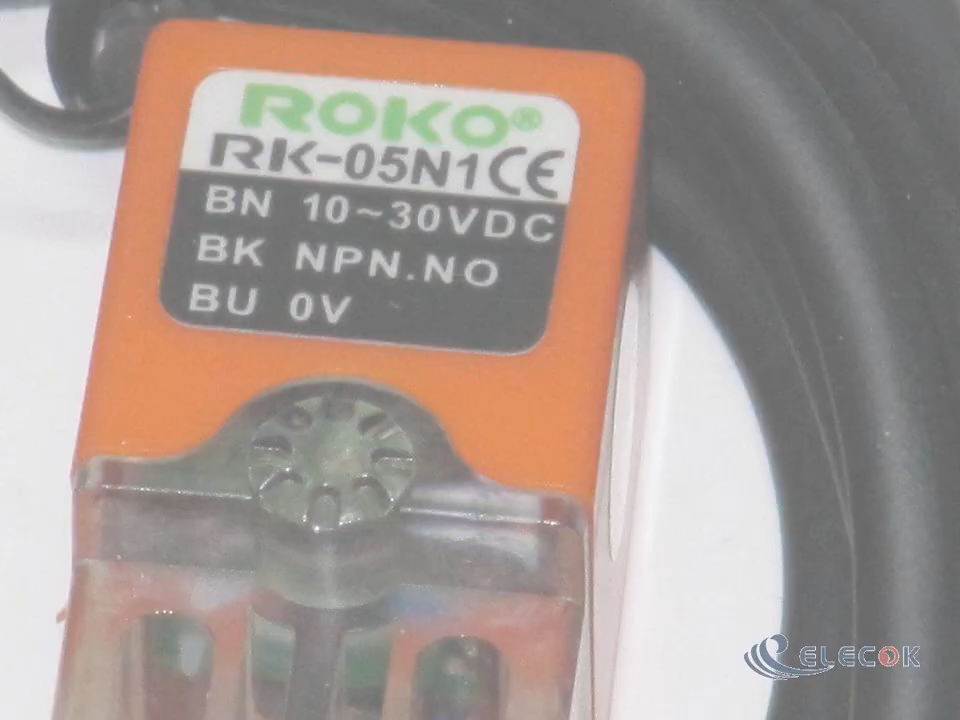 ROKO®
RK-05N1 CE
BN 10~30VDC
BK NPN.NO
BU 0V
ELECOK